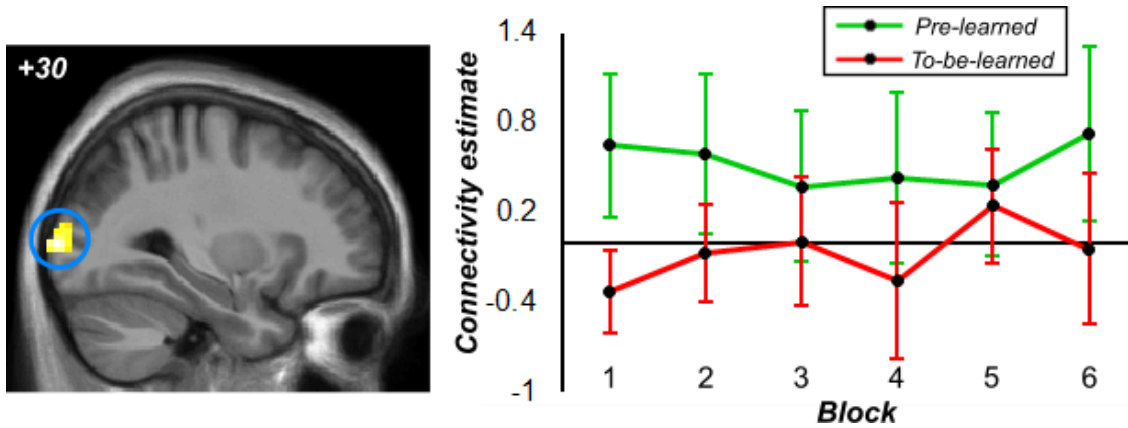 +30
Connectivity estimate
1.4
0.8
0.2
-0.4
-1
Pre-learned
To-be-learned
1 2 3 4 5 6
Block